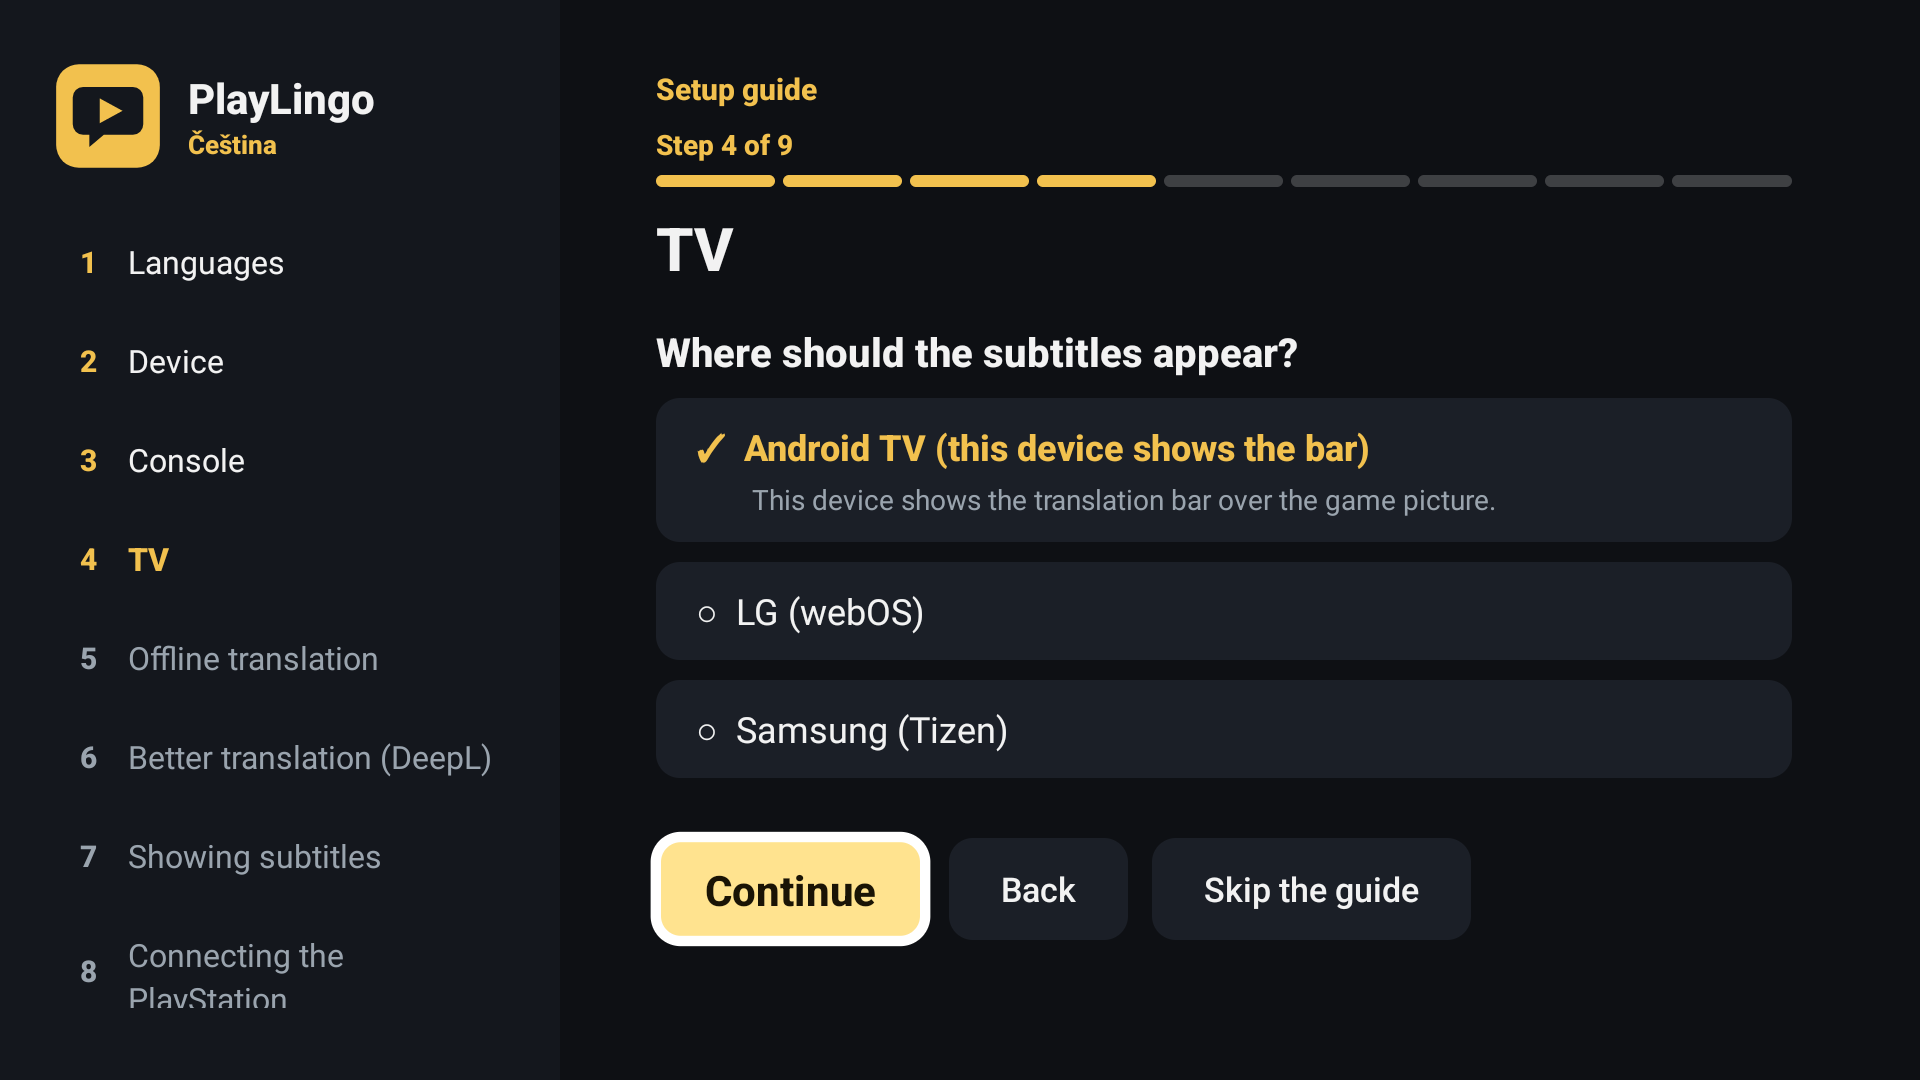 PlayLingo
Čeština
1 Languages
2 Device
3 Console
4 TV
5 Offline translation
6 Better translation (DeepL)
7 Showing subtitles
8 Connecting the
PlayStation
Setup guide
Step 4 of 9
TV
Where should the subtitles appear?
✓ Android TV (this device shows the bar)
This device shows the translation bar over the game picture.
○ LG (webOS)
○ Samsung (Tizen)
Continue
Back
Skip the guide